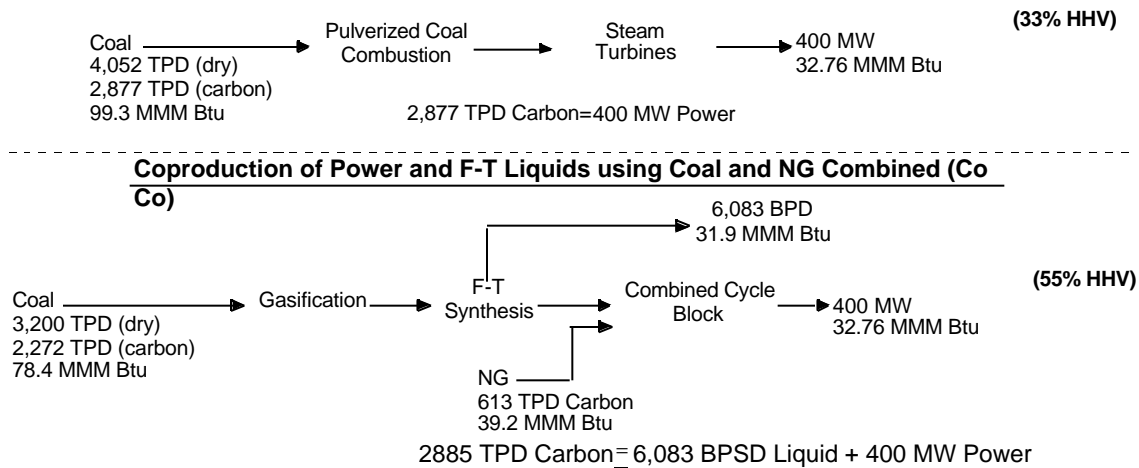 (33% HHV)
Coal
4,052 TPD (dry)
2,877 TPD (carbon)
99.3 MMM Btu
Pulverized Coal
Combustion
Steam
Turbines
400 MW
32.76 MMM Btu
2,877 TPD Carbon=400 MW Power
Coproduction of Power and F-T Liquids using Coal and NG Combined (Co
Co)
6,083 BPD
31.9 MMM Btu
(55% HHV)
Coal
3,200 TPD (dry)
2,272 TPD (carbon)
78.4 MMM Btu
Gasification
F-T
Synthesis
Combined Cycle
Block
400 MW
32.76 MMM Btu
NG
613 TPD Carbon
39.2 MMM Btu
2885 TPD Carbon = 6,083 BPSD Liquid + 400 MW Power